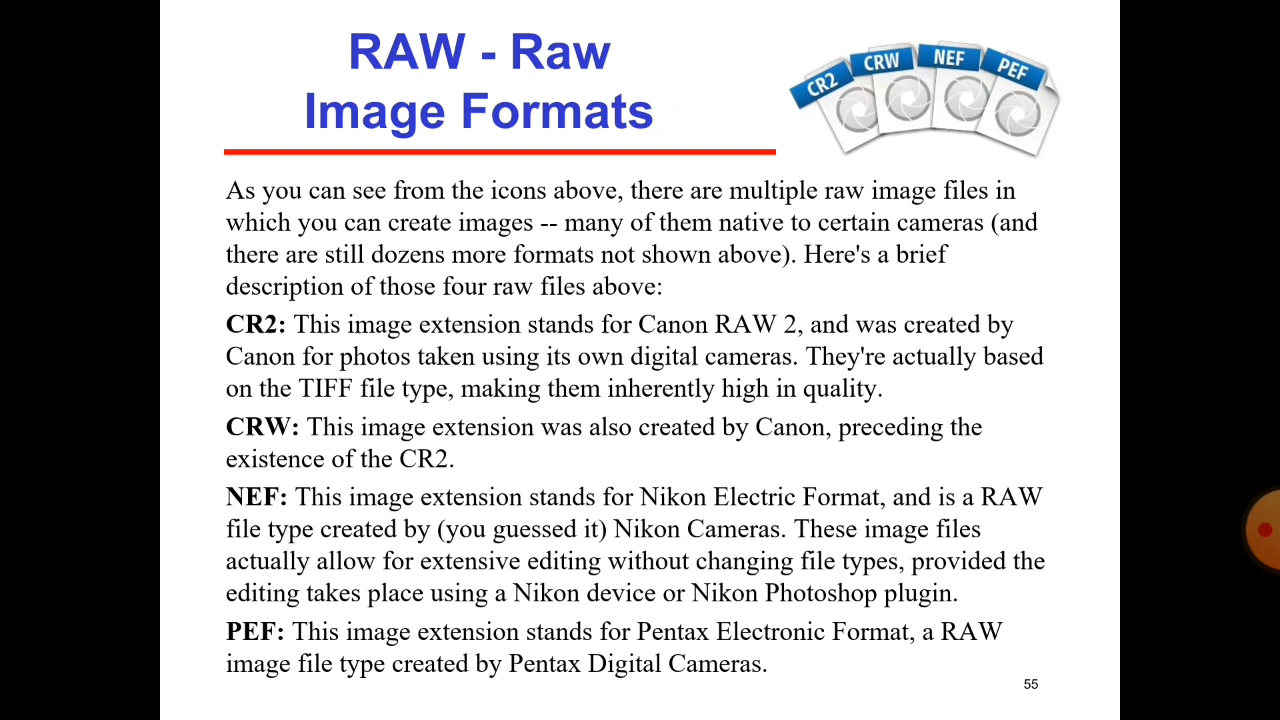 RAW - Raw
Image Formats
CR2
CRW
NEF
PEF
As you can see from the icons above, there are multiple raw image files in
which you can create images -- many of them native to certain cameras (and
there are still dozens more formats not shown above). Here's a brief
description of those four raw files above:
CR2: This image extension stands for Canon RAW 2, and was created by
Canon for photos taken using its own digital cameras. They're actually based
on the TIFF file type, making them inherently high in quality.
CRW: This image extension was also created by Canon, preceding the
existence of the CR2.
NEF: This image extension stands for Nikon Electric Format, and is a RAW
file type created by (you guessed it) Nikon Cameras. These image files
actually allow for extensive editing without changing file types, provided the
editing takes place using a Nikon device or Nikon Photoshop plugin.
PEF: This image extension stands for Pentax Electronic Format, a RAW
image file type created by Pentax Digital Cameras.
55